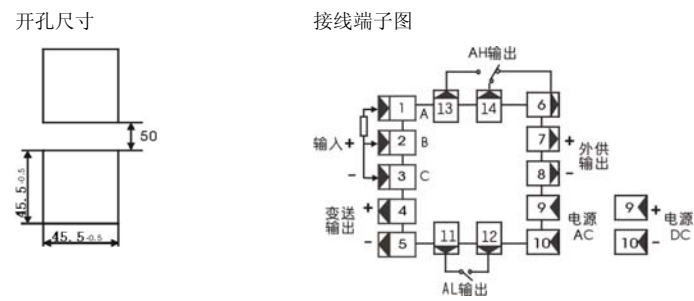 开孔尺寸
接线端子图
50
45.5-0.5
45.5-0.5
AH输出
1 A 13 14 6
输入 + 2 B 7 + 外供输出
- 3 C 8 -
变送输出 + 4 9 电源 AC 9 + 电源 DC
- 5 11 12 10 10 -
AL输出